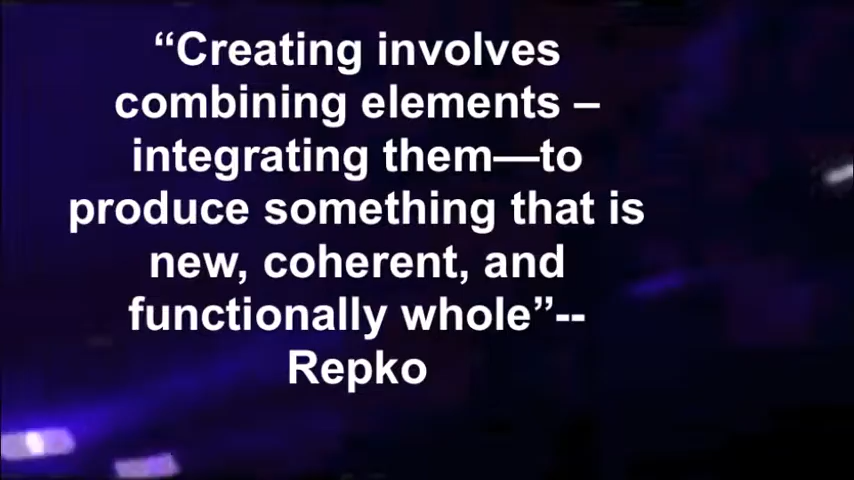 “Creating involves
combining elements –
integrating them—to
produce something that is
new, coherent, and
functionally whole”--
Repko